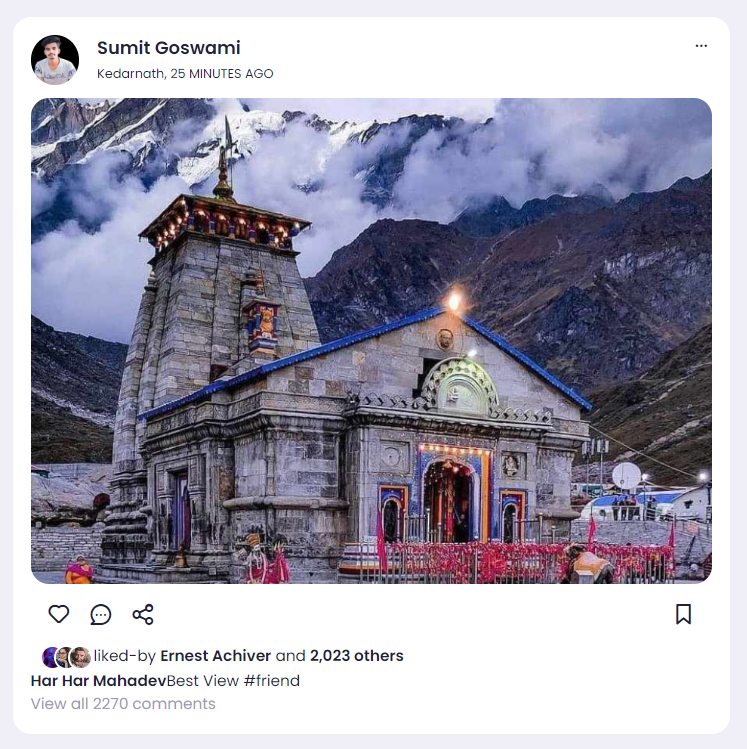 Sumit Goswami
Kedarnath, 25 MINUTES AGO
liked-by Ernest Achiver and 2,023 others
Har Har MahadevBest View #friend
View all 2270 comments